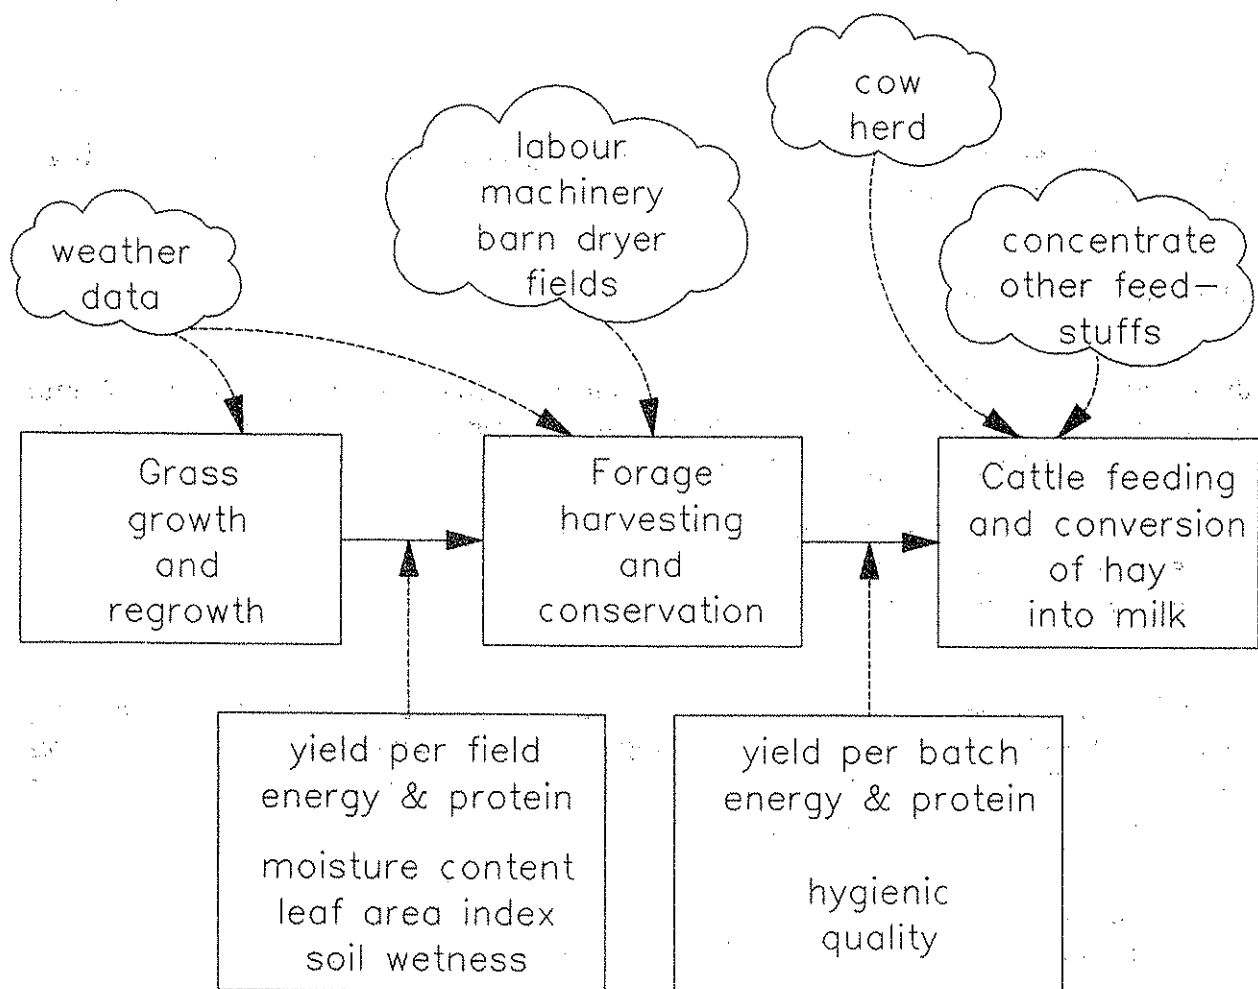 cow
herd
labour
machinery
barn dryer
fields
concentrate
other feed-
stuffs
weather
data
Grass
growth
and
regrowth
Forage
harvesting
and
conservation
Cattle feeding
and conversion
of hay
into milk
yield per field
energy & protein
moisture content
leaf area index
soil wetness
yield per batch
energy & protein
hygienic
quality